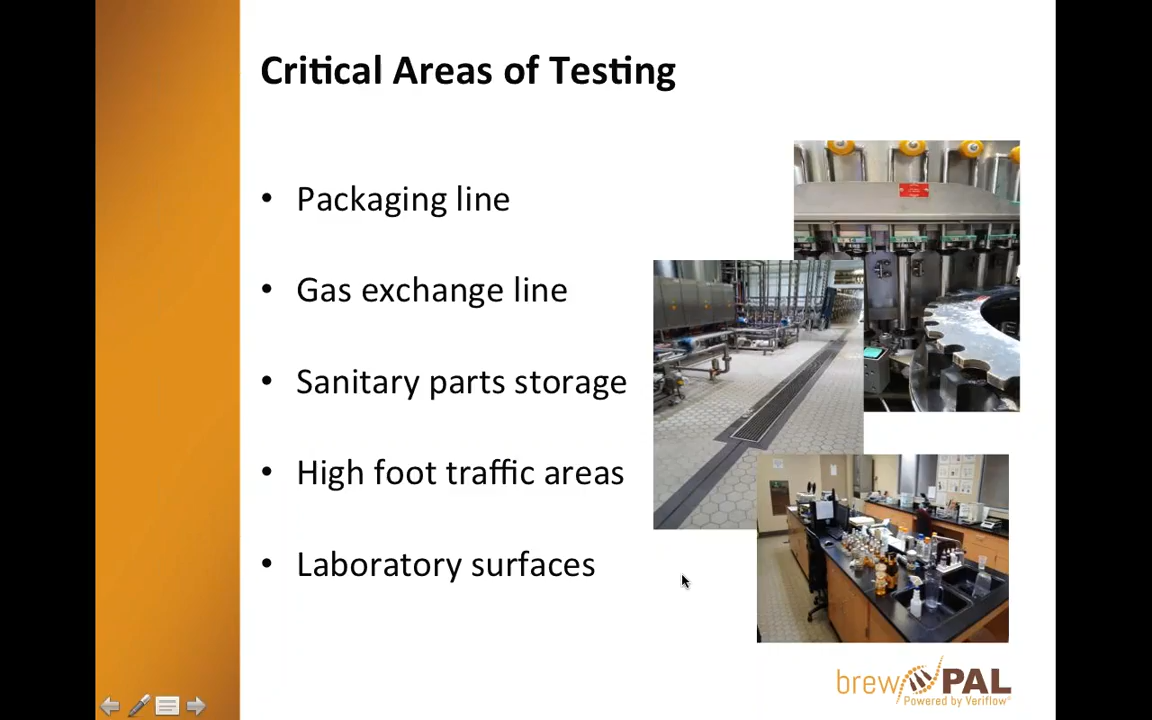 Critical Areas of Testing
• Packaging line
• Gas exchange line
• Sanitary parts storage
• High foot traffic areas
• Laboratory surfaces
brew PAL
Powered by Veriflow®